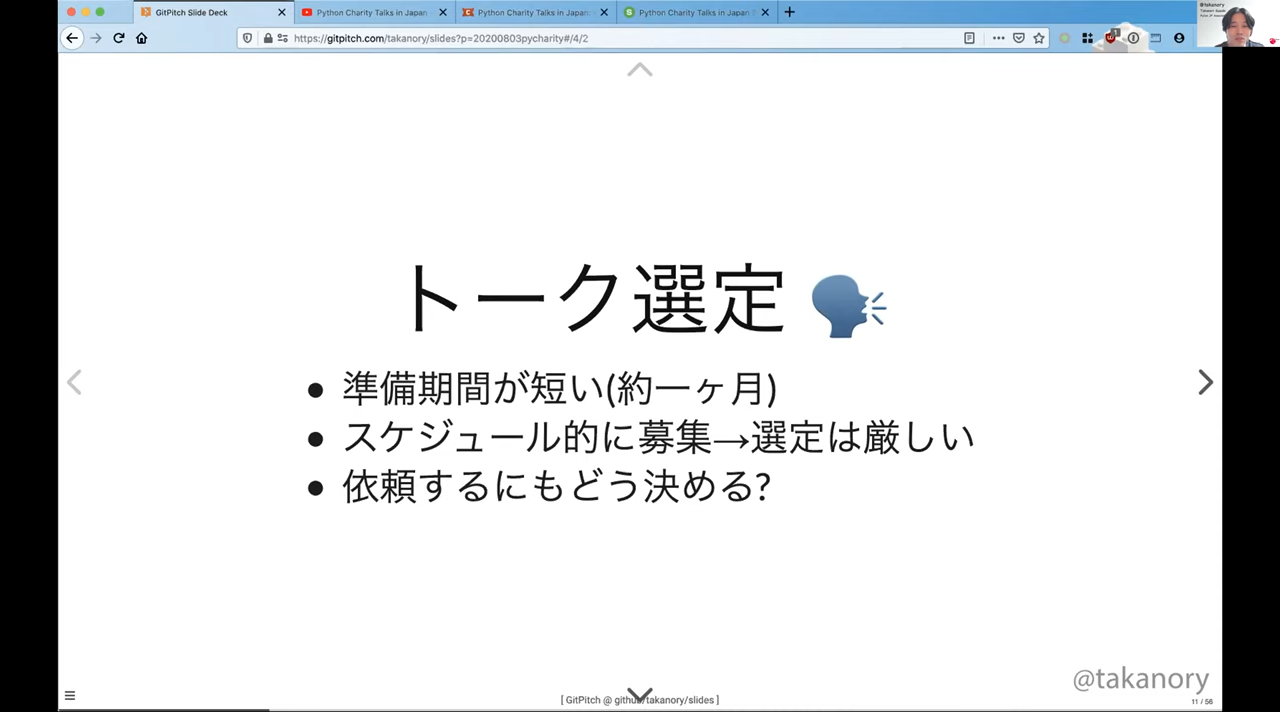 GitPitch Slide Deck
Python Charity Talks in Japan
Python Charity Talks in Japan
Python Charity Talks in Japan
https://gitpitch.com/takanory/slides?p=20200803pycharity#/4/2
@takanory
トーク選定
準備期間が短い(約一ヶ月)
スケジュール的に募集→選定は厳しい
依頼するにもどう決める?
@takanory
[ GitPitch @ github/takanory/slides ]
11 / 56